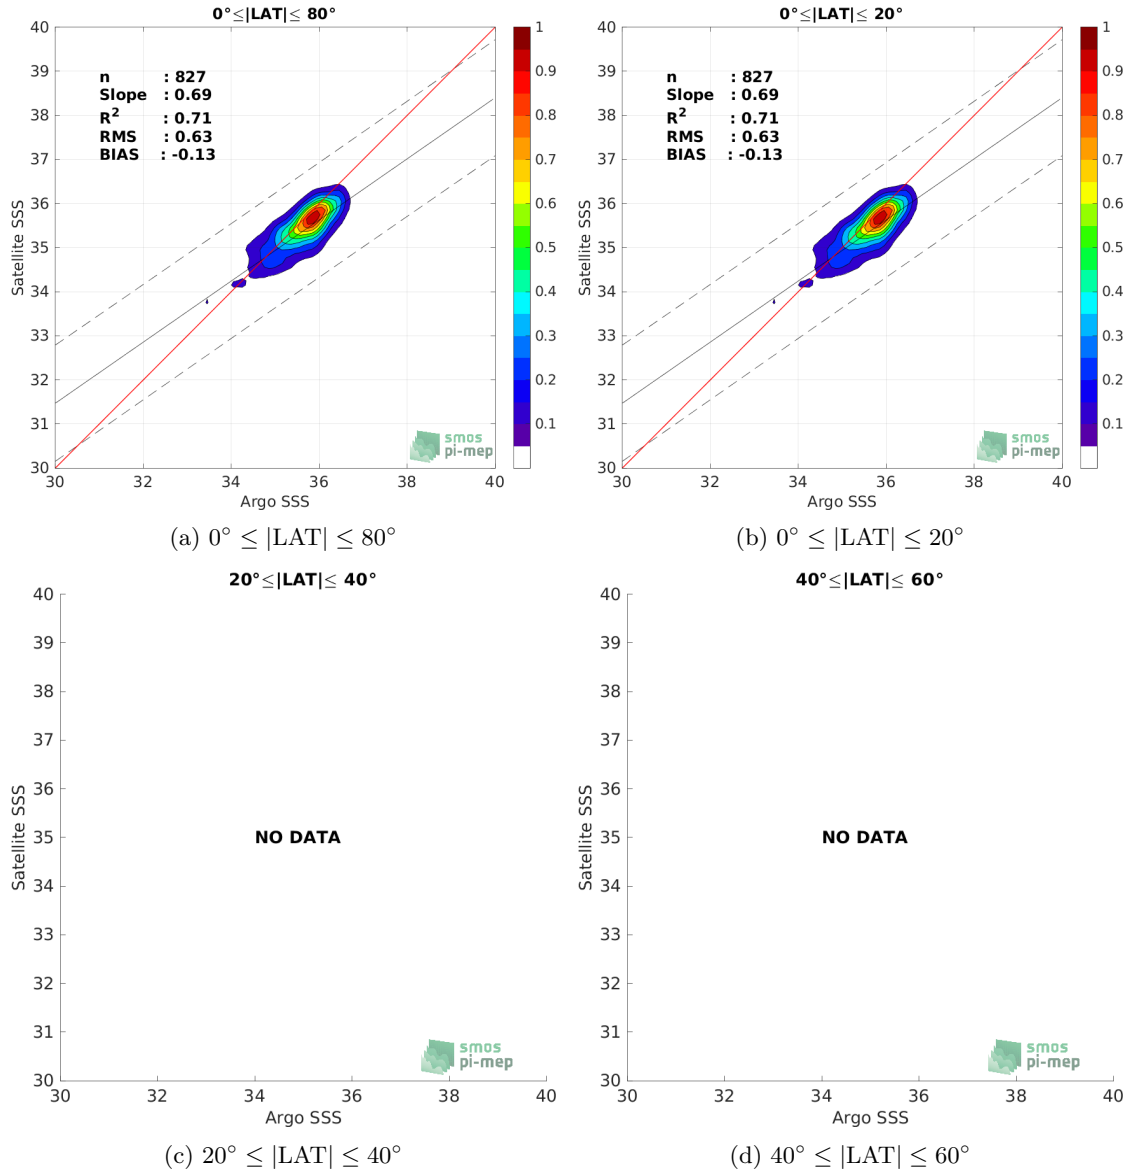 0°≤|LAT|≤ 80°
40
39
38
37
36
35
34
33
32
31
30
30
32
34
36
38
40
Satellite SSS
Argo SSS
n : 827
Slope : 0.69
R² : 0.71
RMS : 0.63
BIAS : -0.13
smos
pi-mep
1
0.9
0.8
0.7
0.6
0.5
0.4
0.3
0.2
0.1
(a) 0° ≤ |LAT| ≤ 80°
0°≤|LAT|≤ 20°
40
39
38
37
36
35
34
33
32
31
30
30
32
34
36
38
40
Satellite SSS
Argo SSS
n : 827
Slope : 0.69
R² : 0.71
RMS : 0.63
BIAS : -0.13
smos
pi-mep
1
0.9
0.8
0.7
0.6
0.5
0.4
0.3
0.2
0.1
(b) 0° ≤ |LAT| ≤ 20°
20°≤|LAT|≤ 40°
40
39
38
37
36
35
34
33
32
31
30
30
32
34
36
38
40
Satellite SSS
Argo SSS
NO DATA
smos
pi-mep
(c) 20° ≤ |LAT| ≤ 40°
40°≤|LAT|≤ 60°
40
39
38
37
36
35
34
33
32
31
30
30
32
34
36
38
40
Satellite SSS
Argo SSS
NO DATA
smos
pi-mep
(d) 40° ≤ |LAT| ≤ 60°